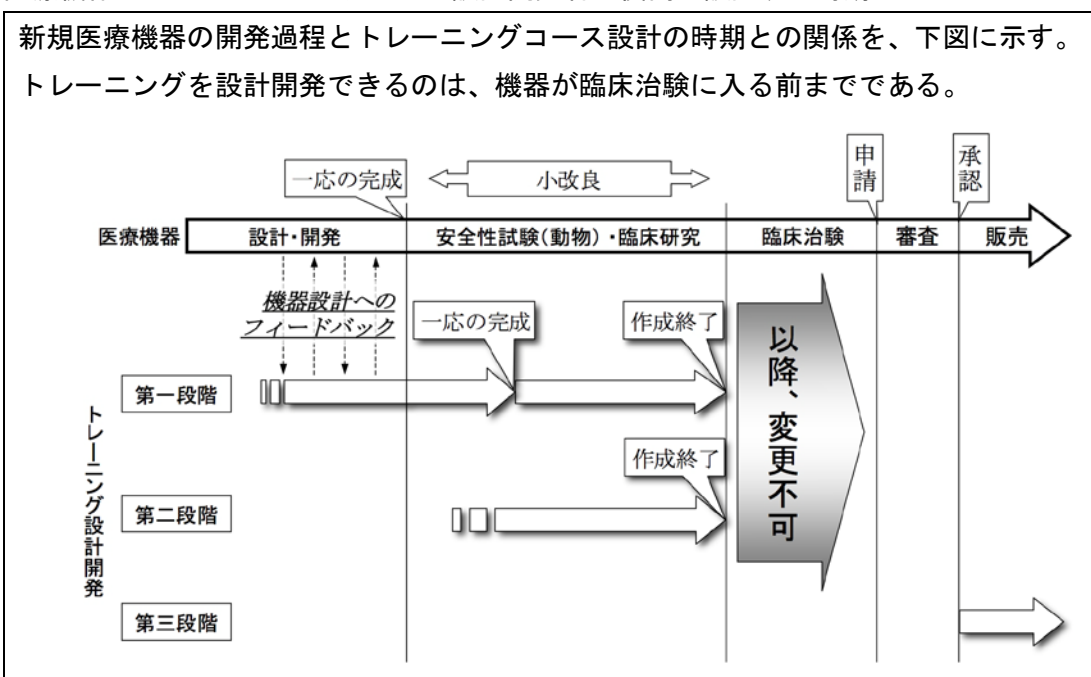 新規医療機器の開発過程とトレーニングコース設計の時期との関係を、下図に示す。
トレーニングを設計開発できるのは、機器が臨床治験に入る前までである。
申請
承認
一応の完成
小改良
医療機器
設計・開発
安全性試験(動物)・臨床研究
臨床治験
審査
販売
機器設計への
フィードバック
一応の完成
作成終了
以降、変更不可
第一段階
作成終了
トレーニング設計開発
第二段階
第三段階